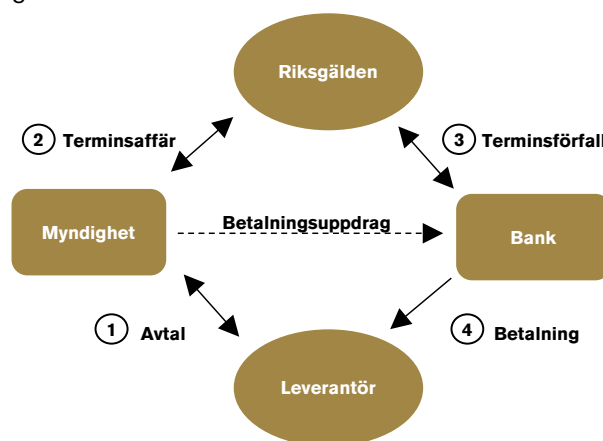 Riksgälden
2 Terminsaffär
3 Terminsförfall
Myndighet
Betalningsuppdrag
Bank
1 Avtal
4 Betalning
Leverantör